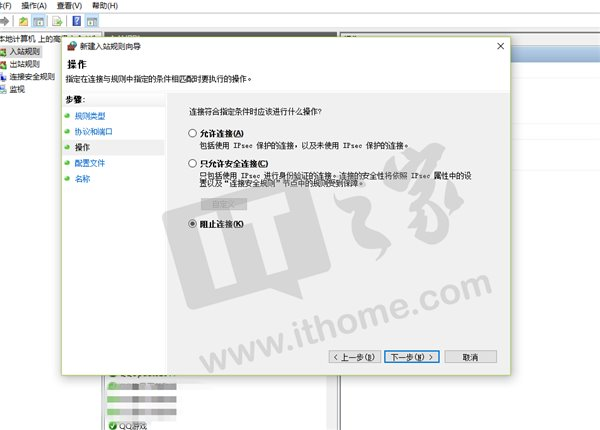 操作(A) 查看(V) 帮助(H)
新建入站规则向导
操作
指定在连接与规则中指定的条件相匹配时要执行的操作。
步骤:
规则类型
协议和端口
操作
配置文件
名称
连接符合指定条件时应该进行什么操作?
允许连接(A)
包括使用 IPsec 保护的连接，以及未使用 IPsec 保护的连接。
只允许安全连接(C)
只包括使用 IPsec 进行身份验证的连接。连接的安全性将依照 IPsec 属性中的设
置以及“连接安全规则”节点中的规则受到保障。
自定义
阻止连接(K)
< 上一步(B)
下一步(N) >
取消
入站规则
出站规则
连接安全规则
监视
QQ游戏
IT之家
www.ithome.com